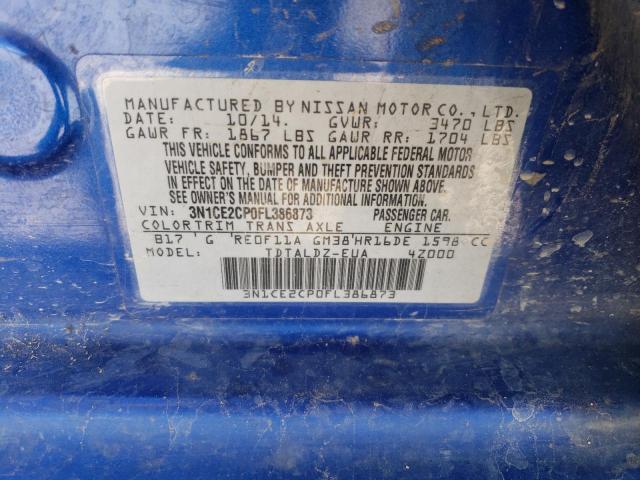 MANUFACTURED BY NISSAN MOTOR CO., LTD.
DATE: 10/14. GVWR: 3470 LBS
GAWR FR: 1867 LBS GAWR RR: 1704 LBS
THIS VEHICLE CONFORMS TO ALL APPLICABLE FEDERAL MOTOR
VEHICLE SAFETY, BUMPER AND THEFT PREVENTION STANDARDS
IN EFFECT ON THE DATE OF MANUFACTURE SHOWN ABOVE.
SEE OWNER'S MANUAL FOR ADDITIONAL INFORMATION.
VIN: 3N1CE2CP0FL386873 PASSENGER CAR.
COLOR TRIM TRANS AXLE ENGINE
B17 G RE0F11A GM38 HR16DE 1598 CC
MODEL: TDTALDZ-EUA 4Z000
3N1CE2CP0FL386873